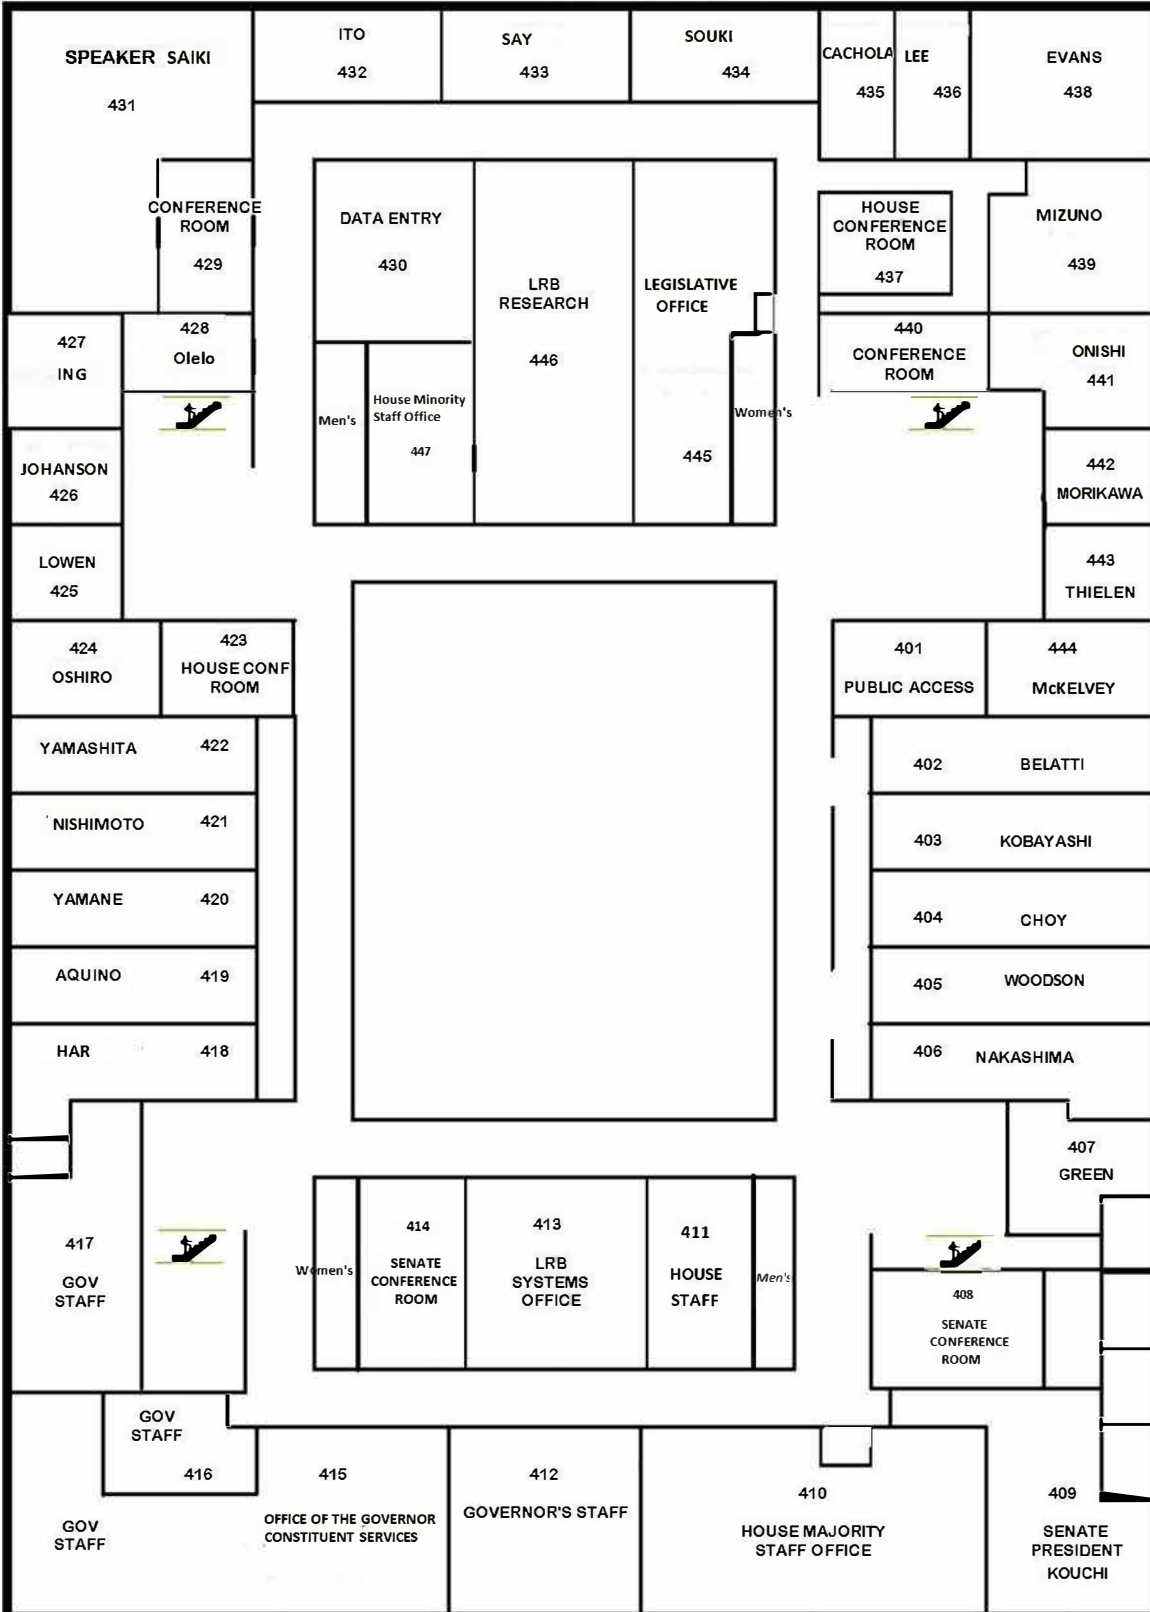 SPEAKER SAIKI
431
ITO
432
SAY
433
SOUKI
434
CACHOLA
435
LEE
436
EVANS
438
CONFERENCE
ROOM
429
DATA ENTRY
430
LRB
RESEARCH
446
LEGISLATIVE
OFFICE
445
HOUSE
CONFERENCE
ROOM
437
MIZUNO
439
427
ING
428
Olelo
Men's
House Minority
Staff Office
447
Women's
440
CONFERENCE
ROOM
ONISHI
441
JOHANSON
426
442
MORIKAWA
LOWEN
425
443
THIELEN
424
OSHIRO
423
HOUSE CONF
ROOM
401
PUBLIC ACCESS
444
McKELVEY
YAMASHITA 422
402 BELATTI
NISHIMOTO 421
403 KOBAYASHI
YAMANE 420
404 CHOY
AQUINO 419
405 WOODSON
HAR 418
406 NAKASHIMA
407
GREEN
417
GOV
STAFF
Women's
414
SENATE
CONFERENCE
ROOM
413
LRB
SYSTEMS
OFFICE
411
HOUSE
STAFF
Men's
408
SENATE
CONFERENCE
ROOM
GOV
STAFF
416
GOV
STAFF
415
OFFICE OF THE GOVERNOR
CONSTITUENT SERVICES
412
GOVERNOR'S STAFF
410
HOUSE MAJORITY
STAFF OFFICE
409
SENATE
PRESIDENT
KOUCHI